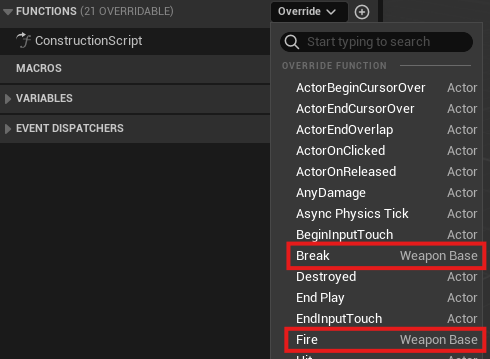 FUNCTIONS (21 OVERRIDABLE)
Override
ConstructionScript
Start typing to search
MACROS
OVERRIDE FUNCTION
VARIABLES
ActorBeginCursorOver Actor
ActorEndCursorOver Actor
EVENT DISPATCHERS
ActorEndOverlap Actor
ActorOnClicked Actor
ActorOnReleased Actor
AnyDamage Actor
Async Physics Tick Actor
BeginInputTouch Actor
Break Weapon Base
Destroyed Actor
End Play Actor
EndInputTouch Actor
Fire Weapon Base